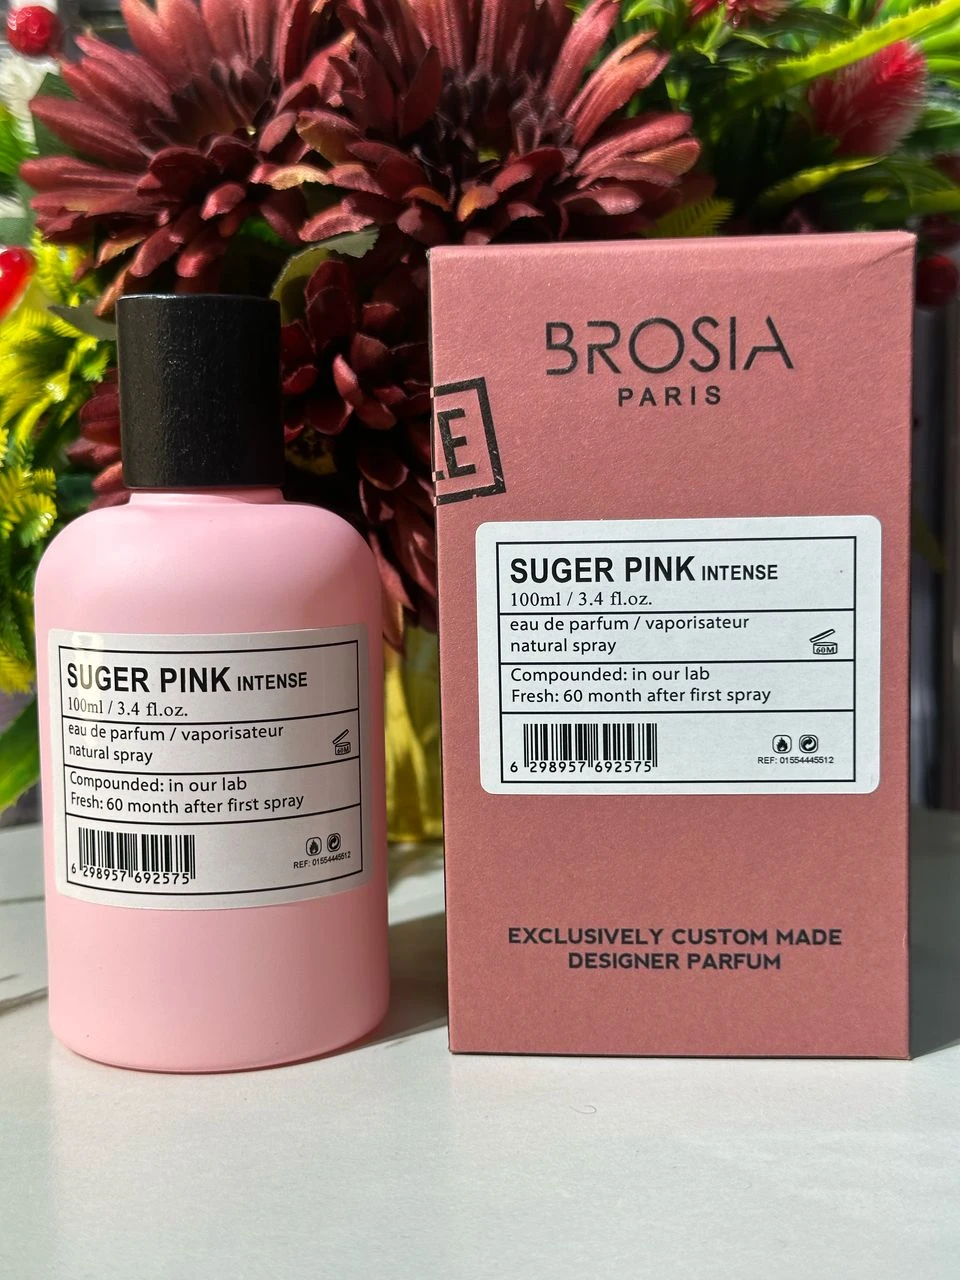 SUGER PINK INTENSE
100ml / 3.4 fl.oz.
eau de parfum / vaporisateur
natural spray
60M
Compounded: in our lab
Fresh: 60 month after first spray
6 298957 692575
REF: 01554445512
BROSIA
PARIS
LE
SUGER PINK INTENSE
100ml / 3.4 fl.oz.
eau de parfum / vaporisateur
natural spray
60M
Compounded: in our lab
Fresh: 60 month after first spray
6 298957 692575
REF: 01554445512
EXCLUSIVELY CUSTOM MADE
DESIGNER PARFUM